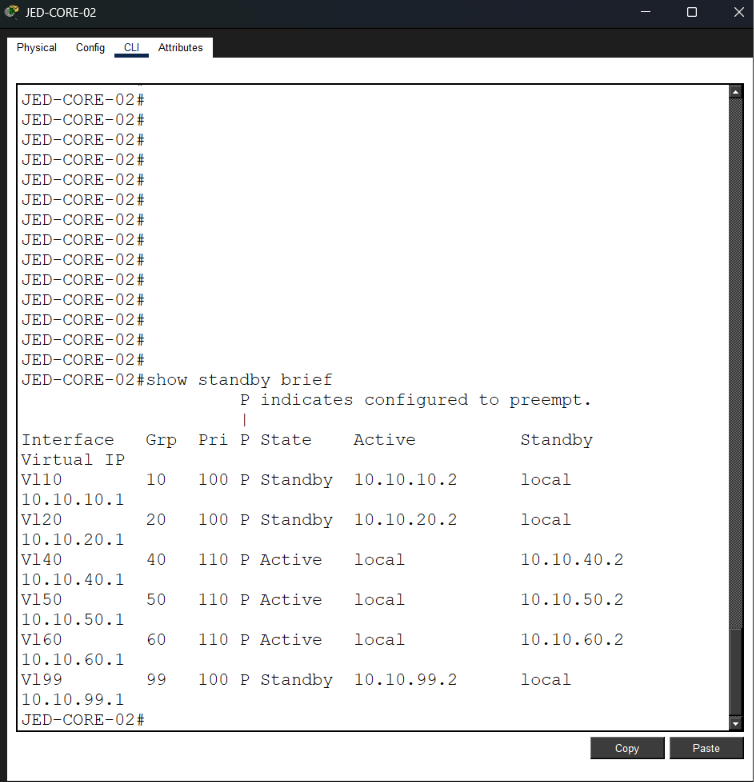 JED-CORE-02
Physical Config CLI Attributes
JED-CORE-02#
JED-CORE-02#
JED-CORE-02#
JED-CORE-02#
JED-CORE-02#
JED-CORE-02#
JED-CORE-02#
JED-CORE-02#
JED-CORE-02#
JED-CORE-02#
JED-CORE-02#
JED-CORE-02#
JED-CORE-02#
JED-CORE-02#
JED-CORE-02#show standby brief
                     P indicates configured to preempt.
                     |
Interface   Grp  Pri P State    Active          Standby
Virtual IP
Vl10        10   100 P Standby  10.10.10.2      local
10.10.10.1
Vl20        20   100 P Standby  10.10.20.2      local
10.10.20.1
Vl40        40   110 P Active   local           10.10.40.2
10.10.40.1
Vl50        50   110 P Active   local           10.10.50.2
10.10.50.1
Vl60        60   110 P Active   local           10.10.60.2
10.10.60.1
Vl99        99   100 P Standby  10.10.99.2      local
10.10.99.1
JED-CORE-02#
Copy Paste